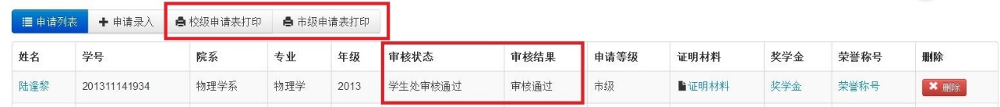 申请列表 申请录入 校级申请表打印 市级申请表打印
姓名 学号 院系 专业 年级 审核状态 审核结果 申请等级 证明材料 奖学金 荣誉称号 删除
陆逢黎 201311141934 物理学系 物理学 2013 学生处审核通过 审核通过 市级 证明材料 奖学金 荣誉称号 删除